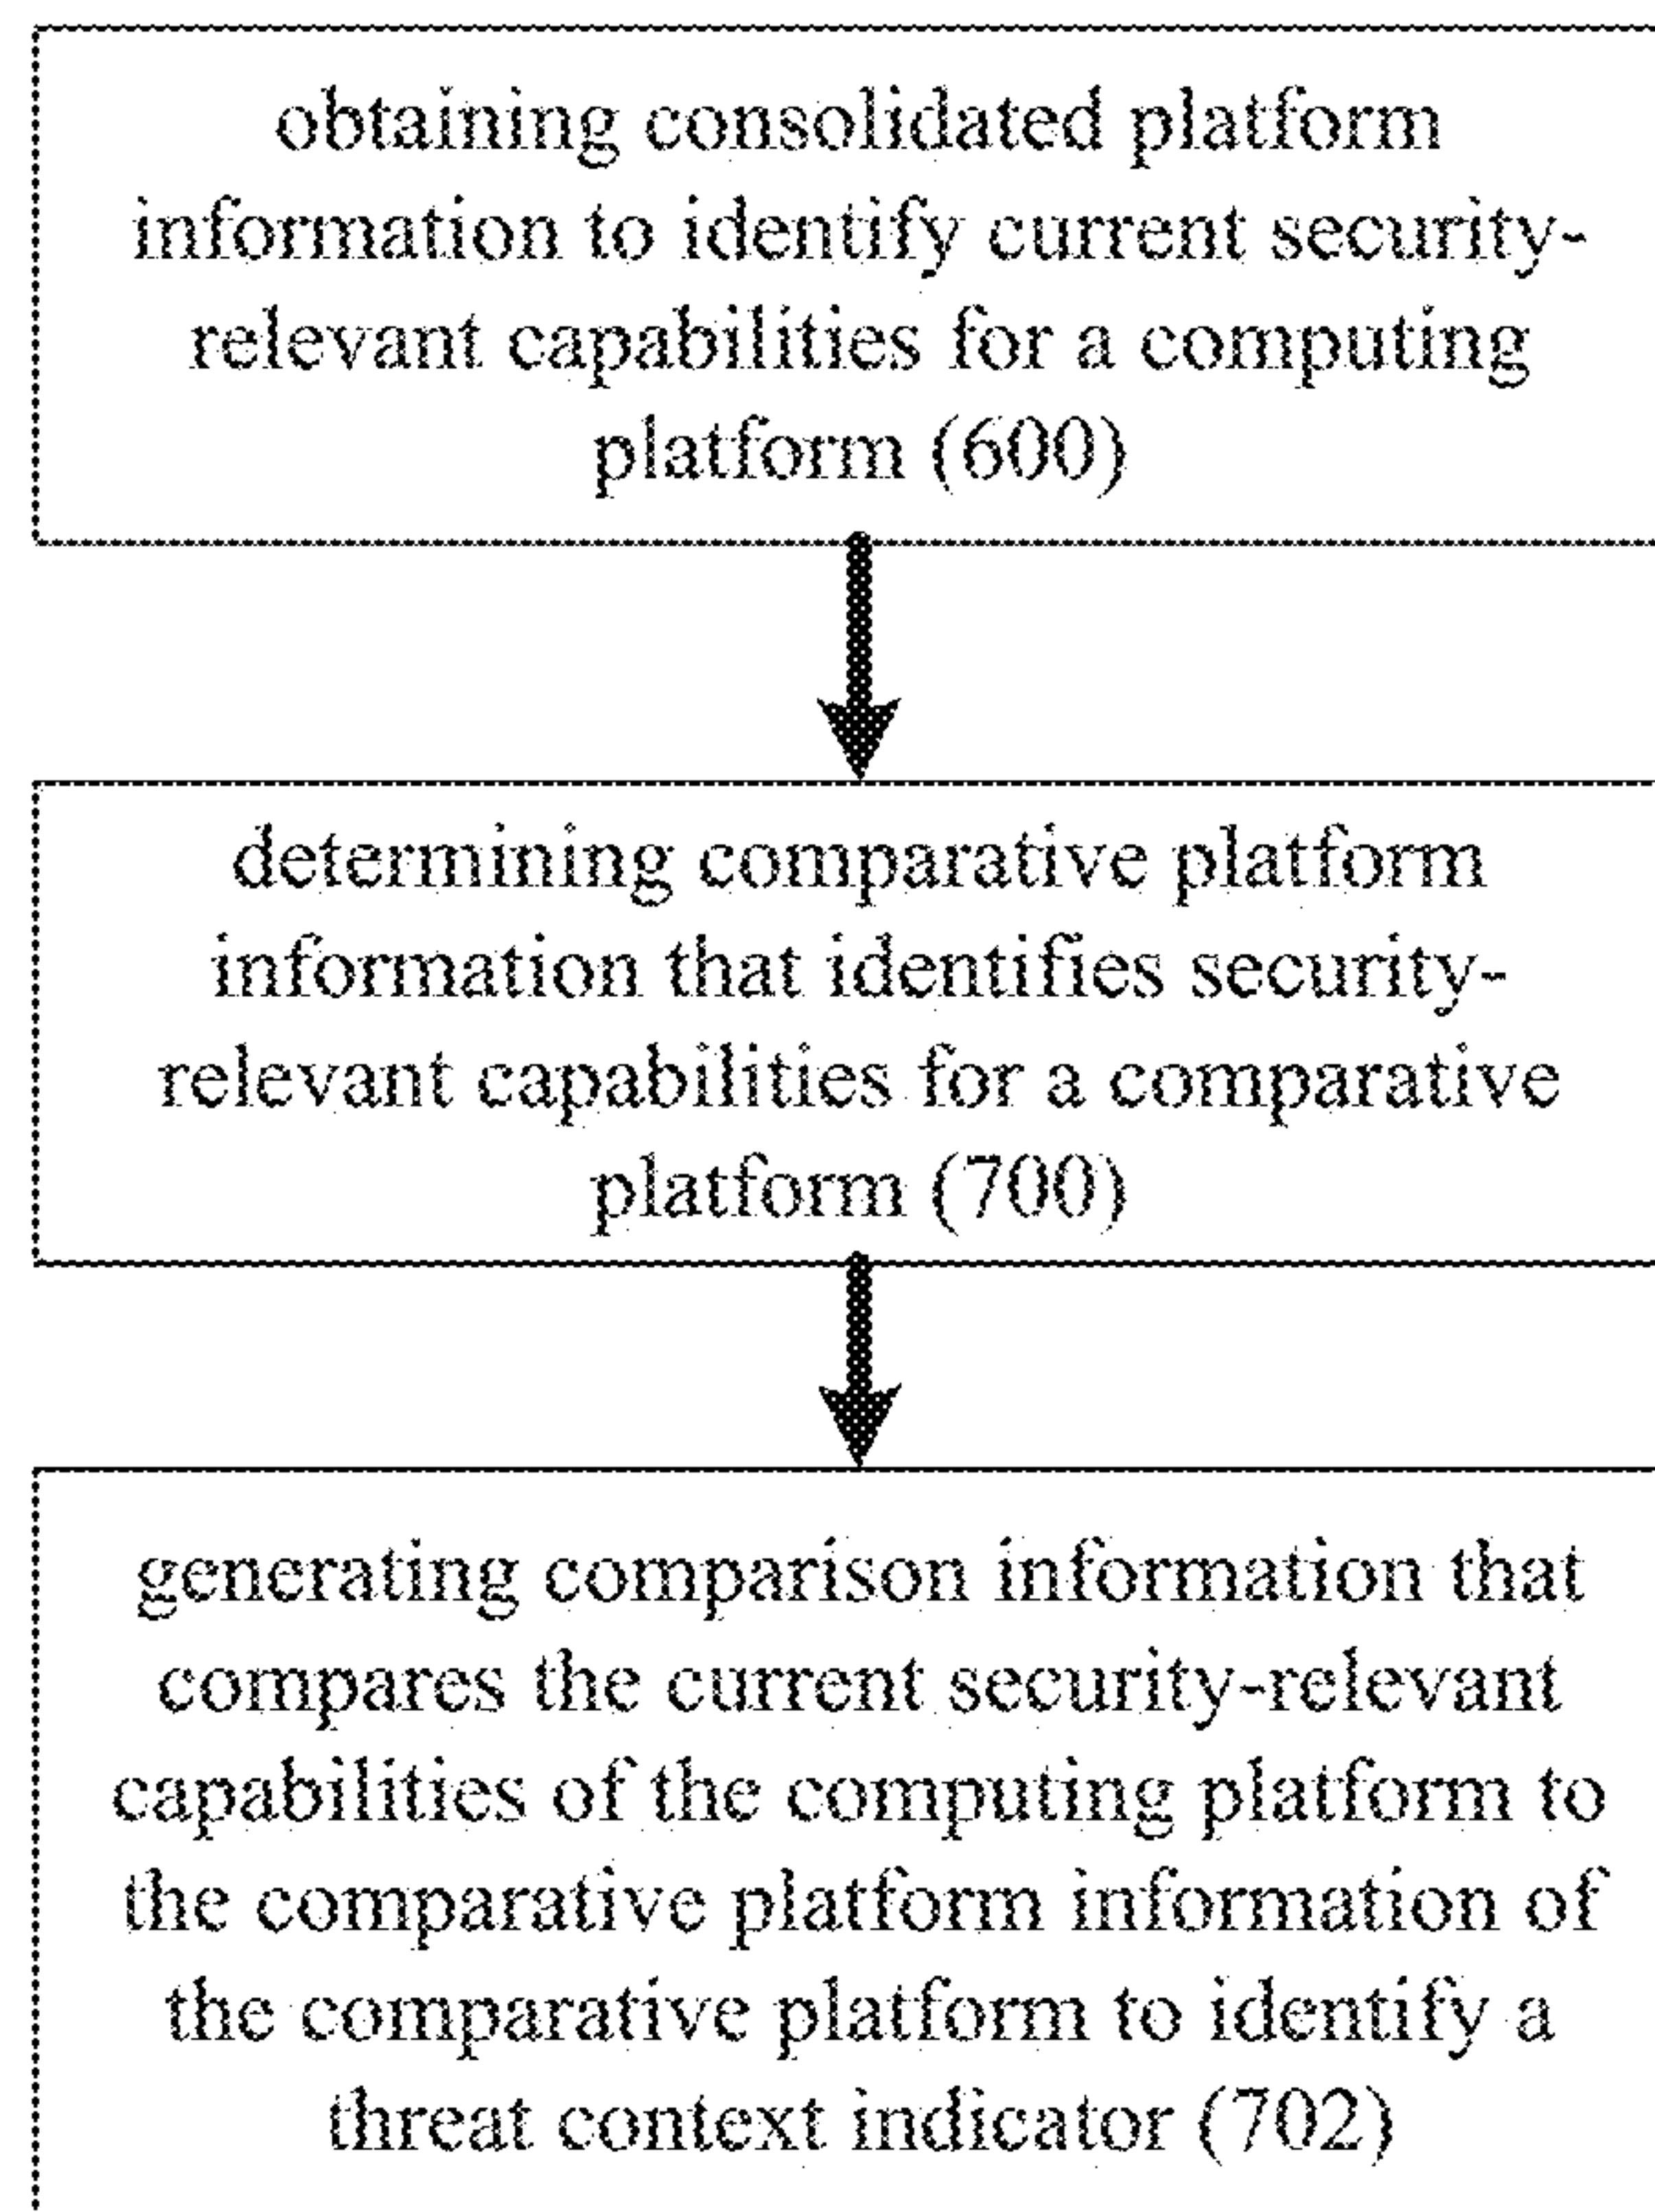 obtaining consolidated platform
information to identify current security-
relevant capabilities for a computing
platform (600)
determining comparative platform
information that identifies security-
relevant capabilities for a comparative
platform (700)
generating comparison information that
compares the current security-relevant
capabilities of the computing platform to
the comparative platform information of
the comparative platform to identify a
threat context indicator (702)